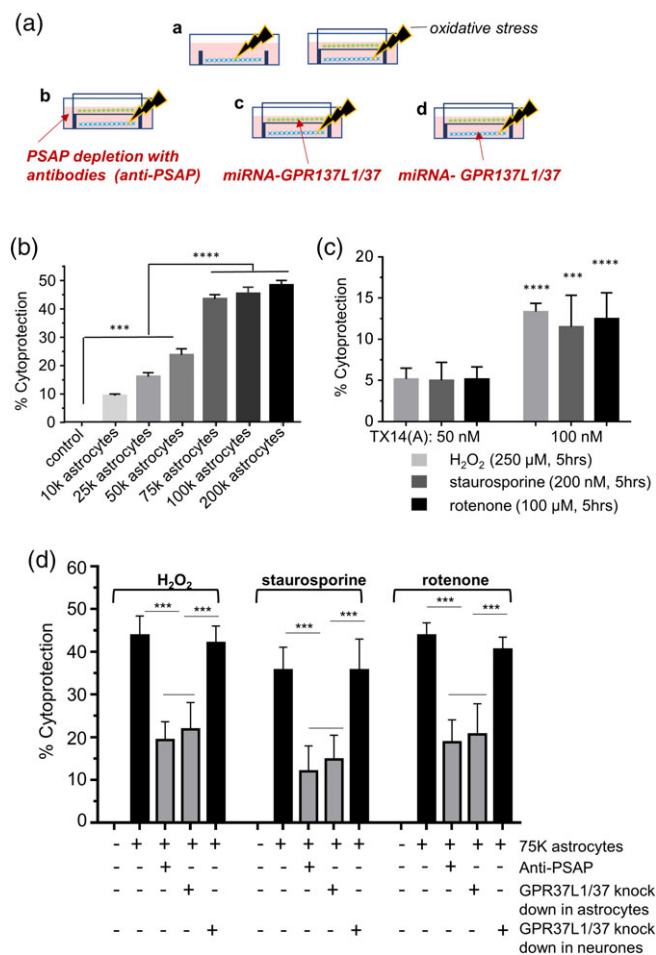 (a)
a
oxidative stress
b
c
d
PSAP depletion with
antibodies (anti-PSAP)
miRNA-GPR137L1/37
miRNA- GPR137L1/37
(b)
% Cytoprotection
50
40
30
20
10
0
***
****
control
10k astrocytes
25k astrocytes
50k astrocytes
75k astrocytes
100k astrocytes
200k astrocytes
(c)
% Cytoprotection
20
15
10
5
0
****
***
****
TX14(A): 50 nM
100 nM
H₂O₂ (250 µM, 5hrs)
staurosporine (200 nM, 5hrs)
rotenone (100 µM, 5hrs)
(d)
% Cytoprotection
60
50
40
30
20
10
0
H₂O₂
staurosporine
rotenone
*** ***
*** ***
*** ***
- + + + + - + + + + - + + + + 75K astrocytes
- - + - - - - + - - - - + - - Anti-PSAP
- - - + - - - - + - - - - + - GPR37L1/37 knock
down in astrocytes
- - - - + - - - - + - - - - + GPR37L1/37 knock
down in neurones